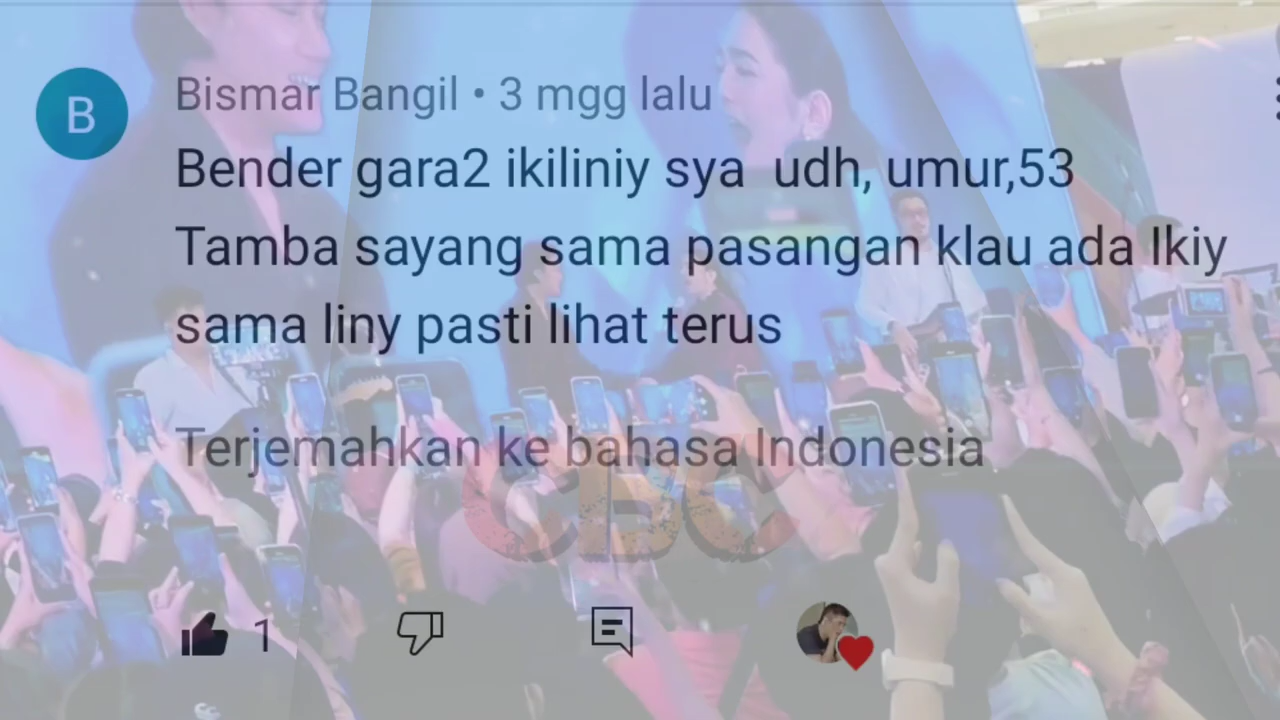 B
Bismar Bangil • 3 mgg lalu
Bender gara2 ikiliniy sya udh, umur,53
Tamba sayang sama pasangan klau ada Ikiy
sama liny pasti lihat terus
Terjemahkan ke bahasa Indonesia
CBC
1